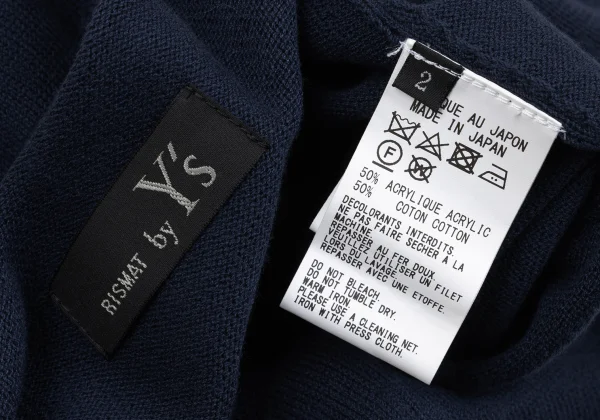 RISMAT by Y's
2
QUE AU JAPON
MADE IN JAPAN
F W
50% ACRYLIQUE ACRYLIC
50% COTON COTTON
DECOLORANTS INTERDITS.
NE PAS FAIRE SECHER A LA
MACHINE.
REPASSER AU FER DOUX.
VEUILLEZ UTILISER UN FILET
LORS DU LAVAGE
REPASSER AVEC UNE ETOFFE.
DO NOT BLEACH.
DO NOT TUMBLE DRY.
WARM IRON
PLEASE USE A CLEANING NET.
IRON WITH PRESS CLOTH.